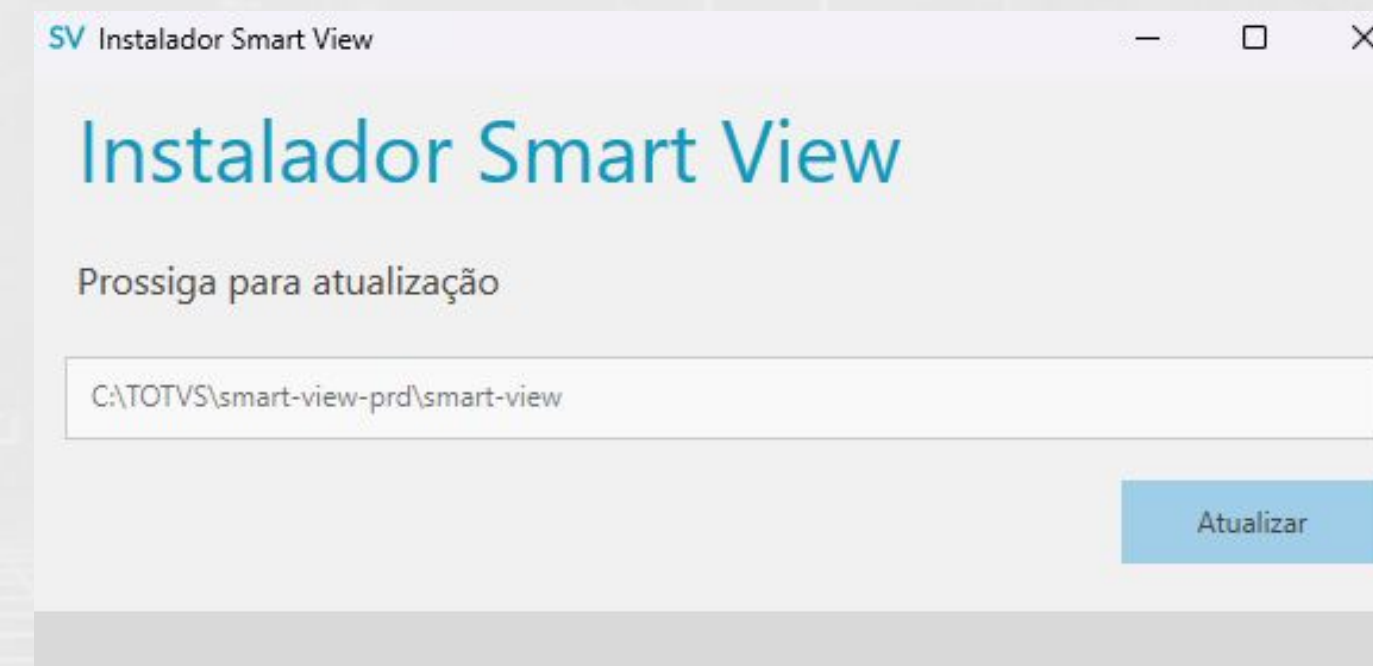 SV Instalador Smart View
Instalador Smart View
Prossiga para atualização
C:\TOTVS\smart-view-prd\smart-view
Atualizar